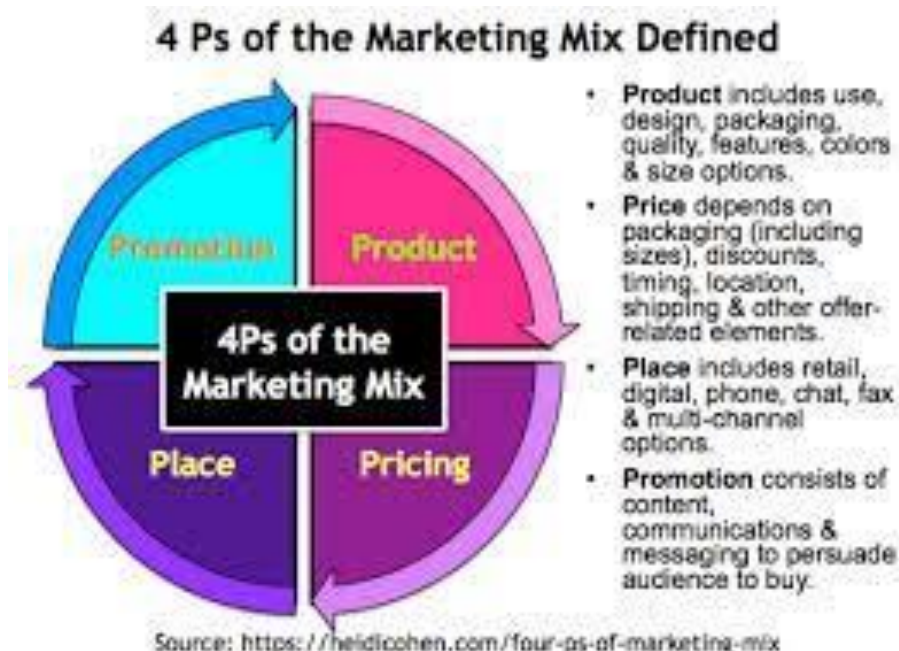 4 Ps of the Marketing Mix Defined
Promotion
Product
4Ps of the
Marketing Mix
Place
Pricing
• Product includes use,
design, packaging,
quality, features, colors
& size options.
• Price depends on
packaging (including
sizes), discounts,
timing, location,
shipping & other offer-
related elements.
• Place includes retail,
digital, phone, chat, fax
& multi-channel
options.
• Promotion consists of
content,
communications &
messaging to persuade
audience to buy.
Source: https://heidicohen.com/four-ps-of-marketing-mix